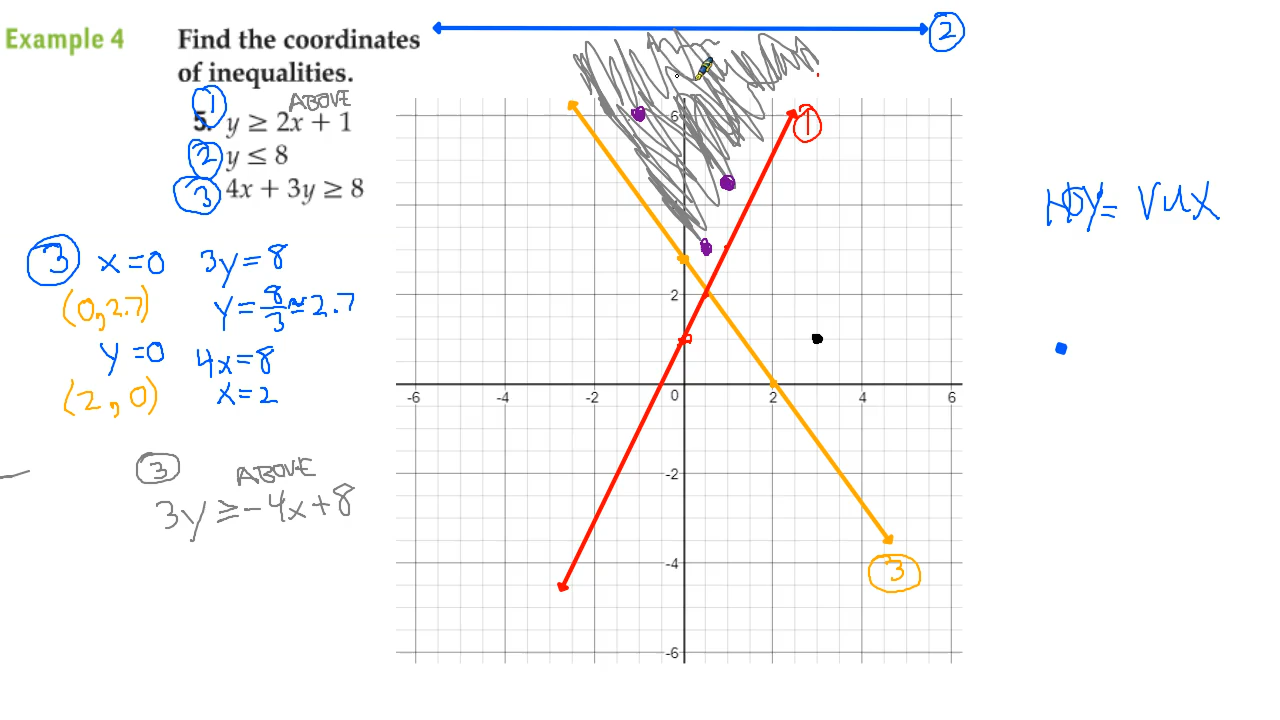 Example 4
Find the coordinates
of inequalities.
ABOVE
① 5. y ≥ 2x + 1
② y ≤ 8
③ 4x + 3y ≥ 8
③ x = 0 3y = 8
(0, 2.7) y = 8/3 ≈ 2.7
y = 0 4x = 8
(2, 0) x = 2
③ ABOVE
3y ≥ -4x + 8
②
①
③
6
2
-6 -4 -2 0 2 4 6
-2
-4
-6
HOY = VUX